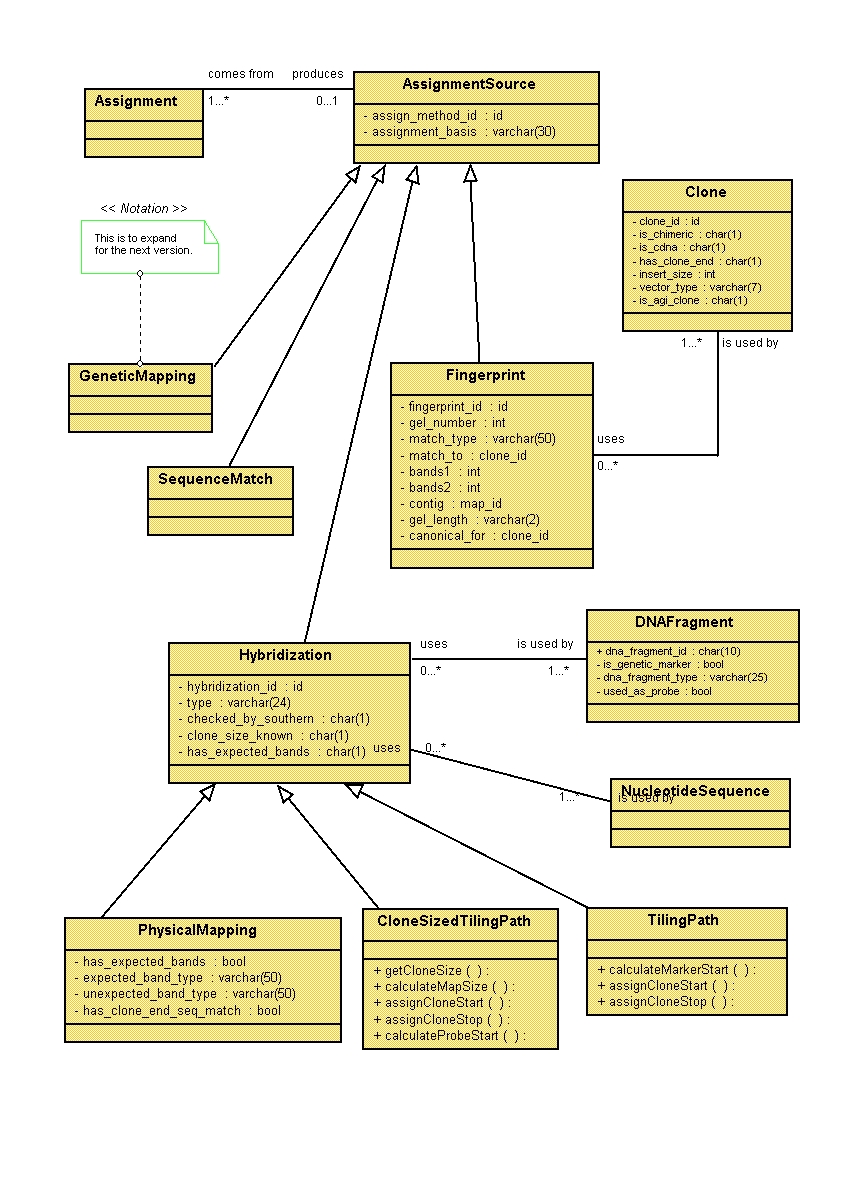 comes from produces
Assignment
1...* 0...1
AssignmentSource
- assign_method_id : id
- assignment_basis : varchar(30)
<< Notation >>
This is to expand
for the next version.
Clone
- clone_id : id
- is_chimeric : char(1)
- is_cdna : char(1)
- has_clone_end : char(1)
- insert_size : int
- vector_type : varchar(7)
- is_agi_clone : char(1)
1...* is used by
GeneticMapping
Fingerprint
- fingerprint_id : id
- gel_number : int
- match_type : varchar(50)
- match_to : clone_id
- bands1 : int
- bands2 : int
- contig : map_id
- gel_length : varchar(2)
- canonical_for : clone_id
uses
0...*
SequenceMatch
Hybridization
- hybridization_id : id
- type : varchar(24)
- checked_by_southern : char(1)
- clone_size_known : char(1)
- has_expected_bands : char(1)
uses is used by
0...* 1...*
DNAFragment
+ dna_fragment_id : char(10)
- is_genetic_marker : bool
- dna_fragment_type : varchar(25)
- used_as_probe : bool
uses 0...*
1...* is used by
NucleotideSequence
PhysicalMapping
- has_expected_bands : bool
- expected_band_type : varchar(50)
- unexpected_band_type : varchar(50)
- has_clone_end_seq_match : bool
CloneSizedTilingPath
+ getCloneSize ( ) :
+ calculateMapSize ( ) :
+ assignCloneStart ( ) :
+ assignCloneStop ( ) :
+ calculateProbeStart ( ) :
TilingPath
+ calculateMarkerStart ( ) :
+ assignCloneStart ( ) :
+ assignCloneStop ( ) :